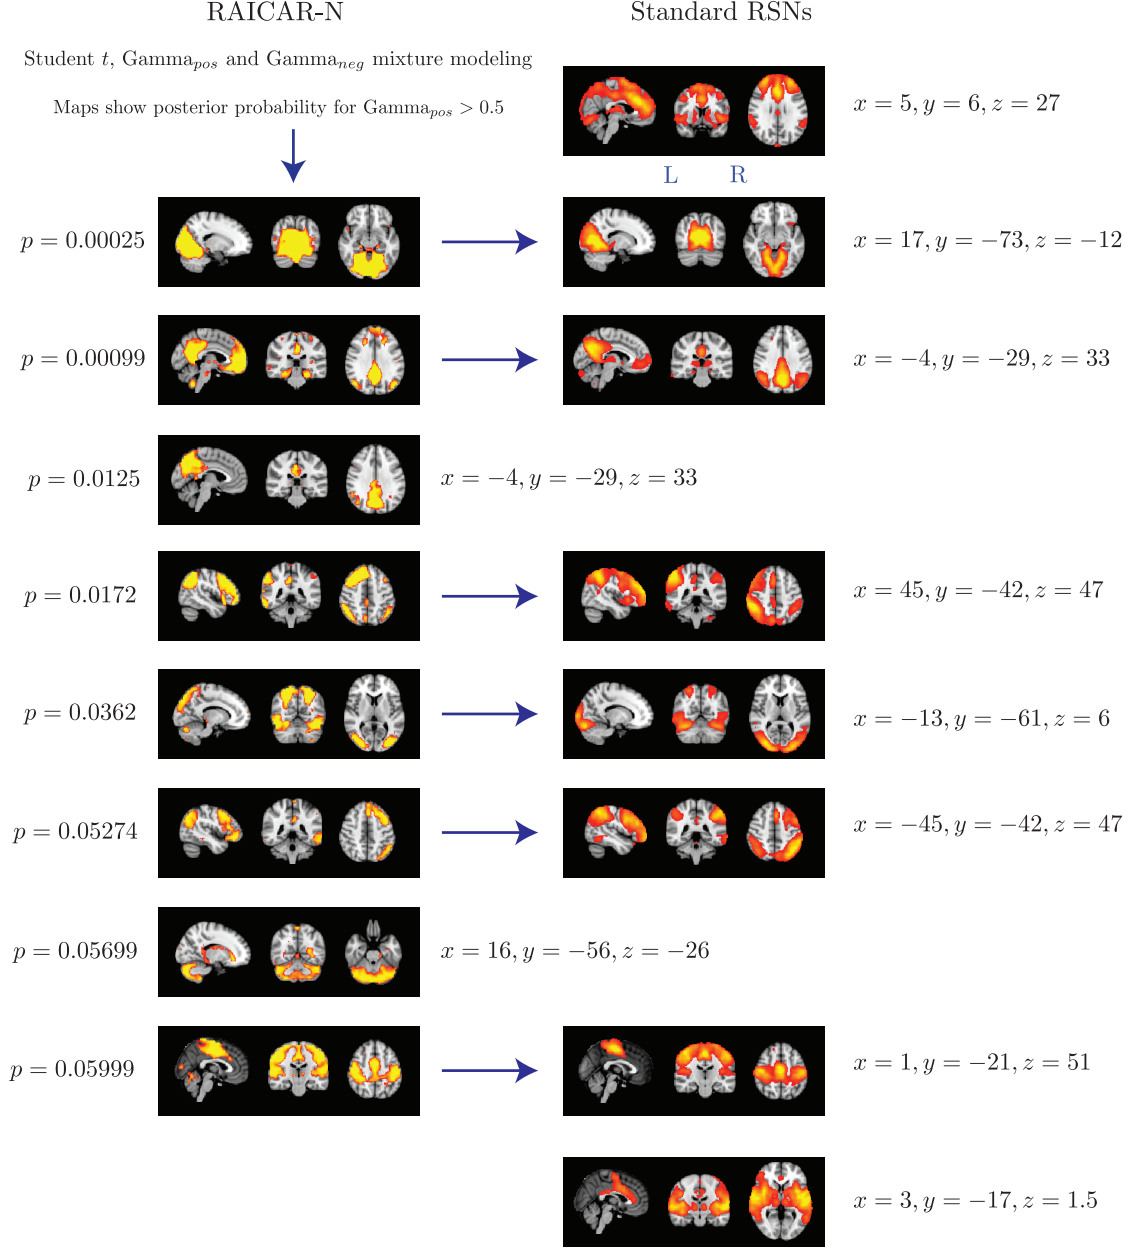 RAICAR-N
Standard RSNs
Student t, Gamma_pos and Gamma_neg mixture modeling
Maps show posterior probability for Gamma_pos > 0.5
x = 5, y = 6, z = 27
L R
p = 0.00025
x = 17, y = −73, z = −12
p = 0.00099
x = −4, y = −29, z = 33
p = 0.0125
x = −4, y = −29, z = 33
p = 0.0172
x = 45, y = −42, z = 47
p = 0.0362
x = −13, y = −61, z = 6
p = 0.05274
x = −45, y = −42, z = 47
p = 0.05699
x = 16, y = −56, z = −26
p = 0.05999
x = 1, y = −21, z = 51
x = 3, y = −17, z = 1.5